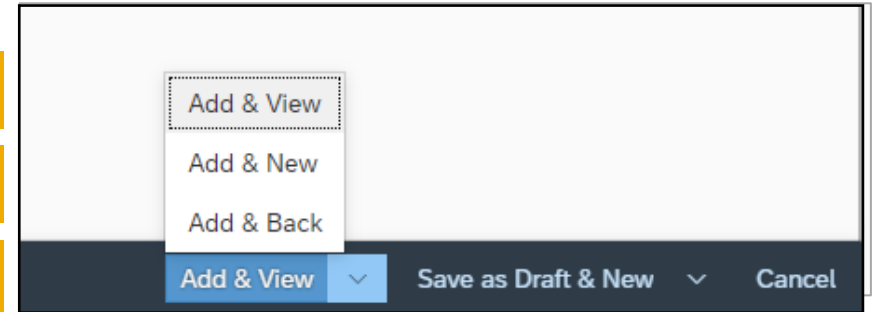 Add & View
Add & New
Add & Back
Add & View Save as Draft & New Cancel